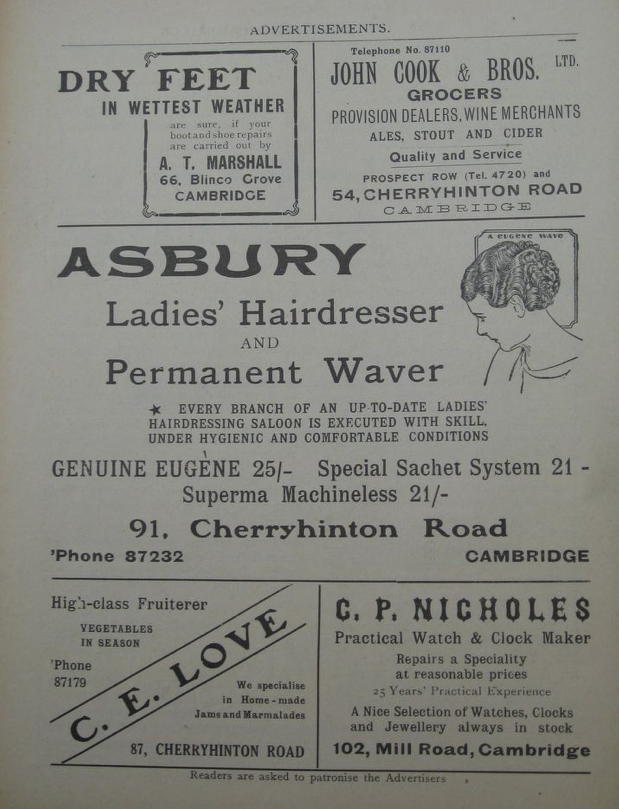 ADVERTISEMENTS.
DRY FEET
IN WETTEST WEATHER
are sure, if your
boot and shoe repairs
are carried out by
A. T. MARSHALL
66, Blinco Grove
CAMBRIDGE
Telephone No. 87110
JOHN COOK & BROS. LTD.
GROCERS
PROVISION DEALERS, WINE MERCHANTS
ALES, STOUT AND CIDER
Quality and Service
PROSPECT ROW (Tel. 4720) and
54, CHERRYHINTON ROAD
CAMBRIDGE
ASBURY
A EUGENE WAVE
Ladies' Hairdresser
AND
Permanent Waver
★ EVERY BRANCH OF AN UP-TO-DATE LADIES'
HAIRDRESSING SALOON IS EXECUTED WITH SKILL,
UNDER HYGIENIC AND COMFORTABLE CONDITIONS
GENUINE EUGÈNE 25/- Special Sachet System 21 -
Superma Machineless 21/-
91, Cherryhinton Road
'Phone 87232 CAMBRIDGE
High-class Fruiterer
VEGETABLES
IN SEASON
'Phone
87179
C. E. LOVE
We specialise
in Home-made
Jams and Marmalades
87, CHERRYHINTON ROAD
C. P. NICHOLES
Practical Watch & Clock Maker
Repairs a Speciality
at reasonable prices
25 Years' Practical Experience
A Nice Selection of Watches, Clocks
and Jewellery always in stock
102, Mill Road, Cambridge
Readers are asked to patronise the Advertisers